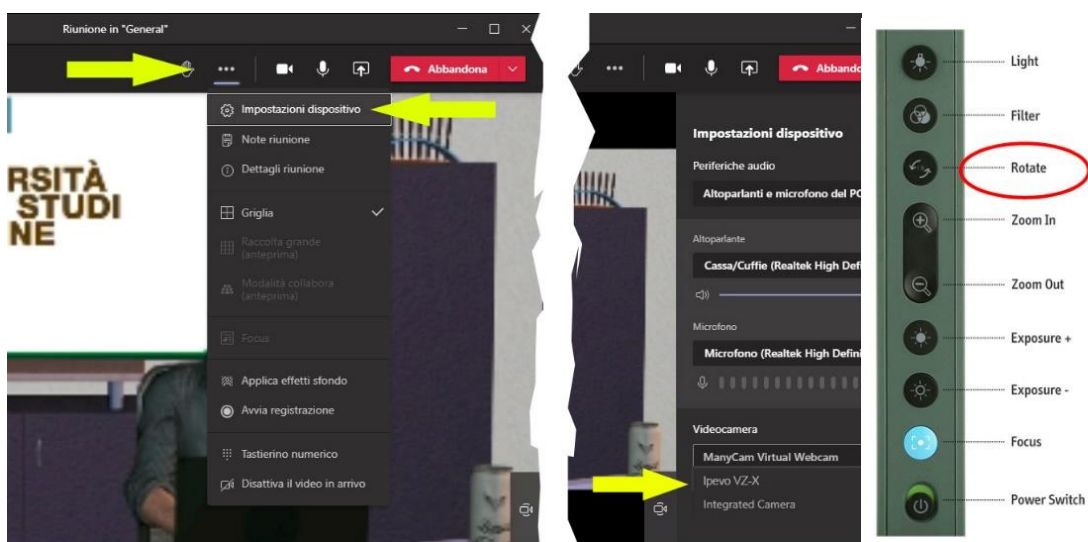 Riunione in "General"
Abbandona
Impostazioni dispositivo
Note riunione
Dettagli riunione
Griglia
Raccolta grande
(anteprima)
Modalità collabora
(anteprima)
Focus
Applica effetti sfondo
Avvia registrazione
Tastierino numerico
Disattiva il video in arrivo
RSITÀ
STUDI
NE
Abbando
Impostazioni dispositivo
Periferiche audio
Altoparlanti e microfono del PC
Altoparlante
Cassa/Cuffie (Realtek High Defi
Microfono
Microfono (Realtek High Defini
Videocamera
ManyCam Virtual Webcam
Ipevo VZ-X
Integrated Camera
Light
Filter
Rotate
Zoom In
Zoom Out
Exposure +
Exposure -
Focus
Power Switch